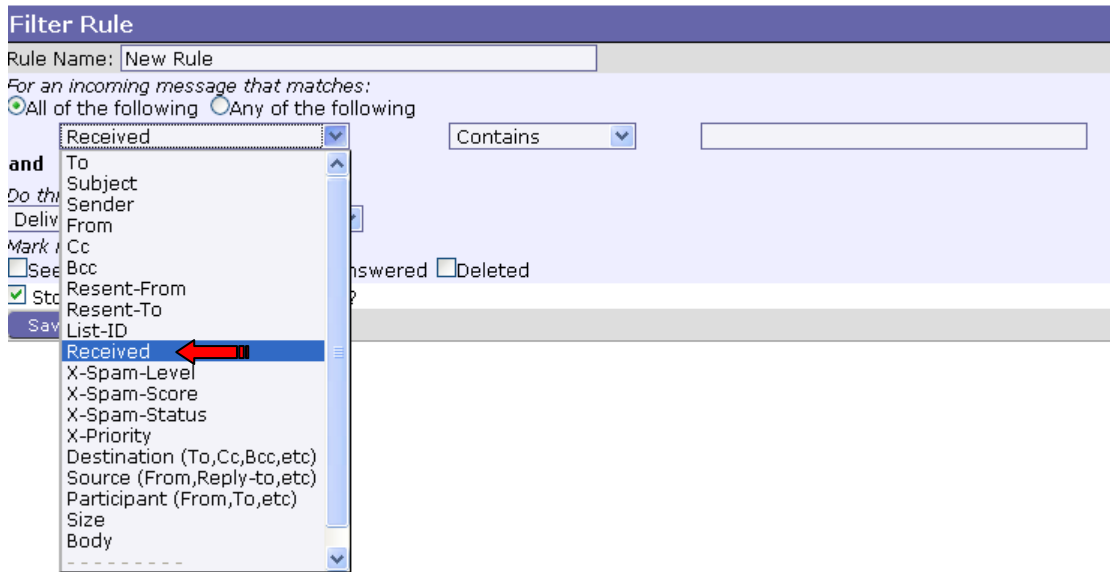 Filter Rule
Rule Name: New Rule
For an incoming message that matches:
All of the following Any of the following
Received Contains
and To
Subject
Do Sender
From
Mark Cc
Bcc Deleted
Resent-From ?
Resent-To
List-ID
Received
X-Spam-Level
X-Spam-Score
X-Spam-Status
X-Priority
Destination (To,Cc,Bcc,etc)
Source (From,Reply-to,etc)
Participant (From,To,etc)
Size
Body
- - - - - - - - -